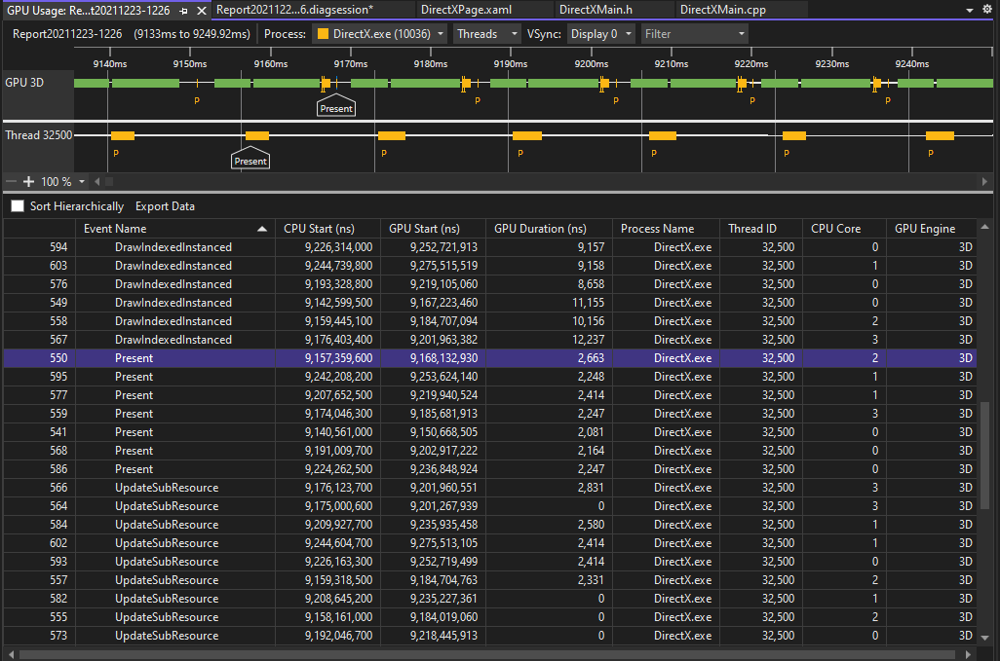 GPU Usage: Re...t20211223-1226 Report202112​2...6.diagsession* DirectXPage.xaml DirectXMain.h DirectXMain.cpp
Report20211223-1226 (9133ms to 9249.92ms) Process: DirectX.exe (10036) Threads VSync: Display 0 Filter
9140ms 9150ms 9160ms 9170ms 9180ms 9190ms 9200ms 9210ms 9220ms 9230ms 9240ms
GPU 3D
P P P P P
Present
Thread 32500
P P P P P P
Present
100 %
Sort Hierarchically Export Data
Event Name CPU Start (ns) GPU Start (ns) GPU Duration (ns) Process Name Thread ID CPU Core GPU Engine
594 DrawIndexedInstanced 9,226,314,000 9,252,721,913 9,157 DirectX.exe 32,500 0 3D
603 DrawIndexedInstanced 9,244,739,800 9,275,515,519 9,158 DirectX.exe 32,500 1 3D
576 DrawIndexedInstanced 9,193,328,800 9,219,105,060 8,658 DirectX.exe 32,500 0 3D
549 DrawIndexedInstanced 9,142,599,500 9,167,223,460 11,155 DirectX.exe 32,500 0 3D
558 DrawIndexedInstanced 9,159,445,100 9,184,707,094 10,156 DirectX.exe 32,500 2 3D
567 DrawIndexedInstanced 9,176,403,400 9,201,963,382 12,237 DirectX.exe 32,500 3 3D
550 Present 9,157,359,600 9,168,132,930 2,663 DirectX.exe 32,500 2 3D
595 Present 9,242,208,200 9,253,624,140 2,248 DirectX.exe 32,500 1 3D
577 Present 9,207,652,500 9,219,940,524 2,414 DirectX.exe 32,500 1 3D
559 Present 9,174,046,300 9,185,681,913 2,247 DirectX.exe 32,500 3 3D
541 Present 9,140,561,000 9,150,668,505 2,081 DirectX.exe 32,500 0 3D
568 Present 9,191,009,700 9,202,917,222 2,164 DirectX.exe 32,500 0 3D
586 Present 9,224,262,500 9,236,848,924 2,247 DirectX.exe 32,500 0 3D
566 UpdateSubResource 9,176,123,700 9,201,960,551 2,831 DirectX.exe 32,500 3 3D
564 UpdateSubResource 9,175,000,600 9,201,267,939 0 DirectX.exe 32,500 3 3D
584 UpdateSubResource 9,209,927,700 9,235,935,458 2,580 DirectX.exe 32,500 1 3D
602 UpdateSubResource 9,244,604,700 9,275,513,105 2,414 DirectX.exe 32,500 1 3D
593 UpdateSubResource 9,226,163,300 9,252,719,499 2,414 DirectX.exe 32,500 0 3D
557 UpdateSubResource 9,159,318,500 9,184,704,763 2,331 DirectX.exe 32,500 2 3D
582 UpdateSubResource 9,208,645,200 9,235,227,361 0 DirectX.exe 32,500 1 3D
555 UpdateSubResource 9,158,161,000 9,184,019,060 0 DirectX.exe 32,500 2 3D
573 UpdateSubResource 9,192,046,700 9,218,445,913 0 DirectX.exe 32,500 0 3D